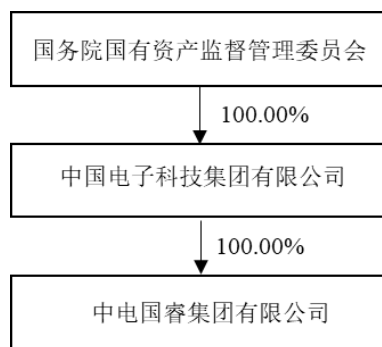 国务院国有资产监督管理委员会
100.00%
中国电子科技集团有限公司
100.00%
中电国睿集团有限公司